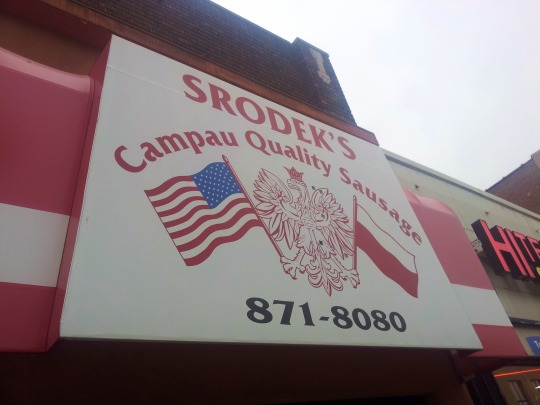 SRODEK'S
Campau Quality Sausage
871-8080